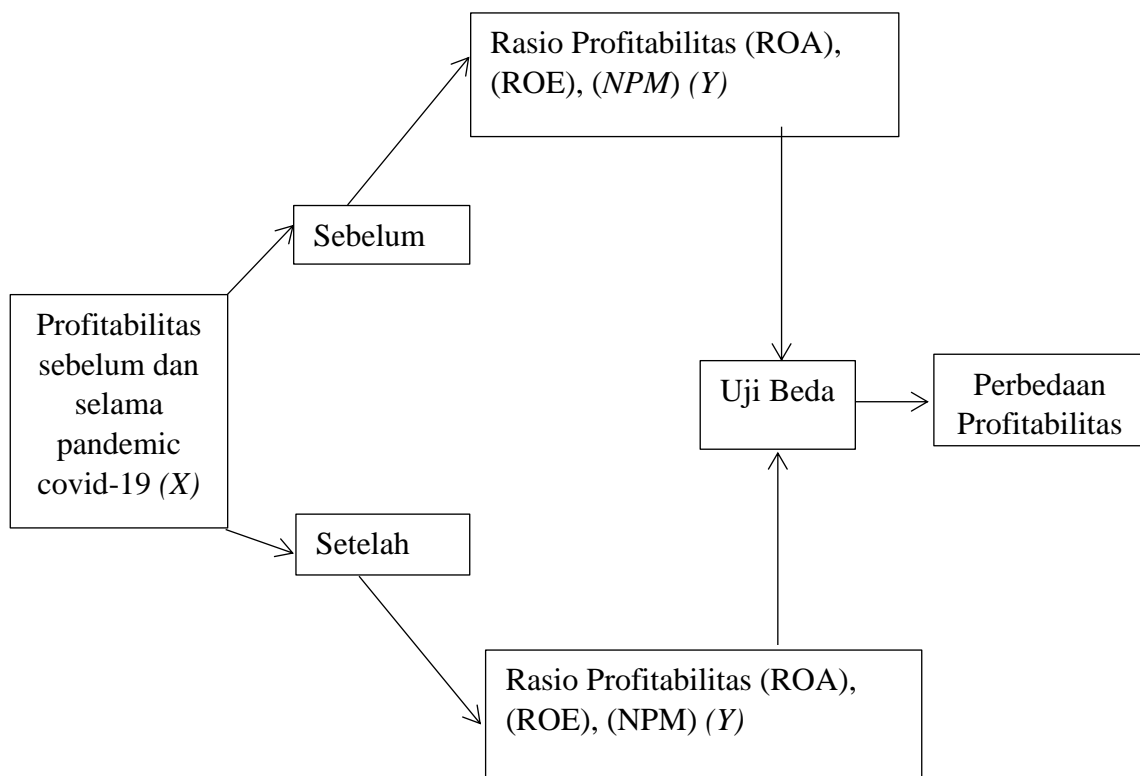 Rasio Profitabilitas (ROA),
(ROE), (NPM) (Y)
Sebelum
Profitabilitas
sebelum dan
selama
pandemic
covid-19 (X)
Uji Beda
Perbedaan
Profitabilitas
Setelah
Rasio Profitabilitas (ROA),
(ROE), (NPM) (Y)